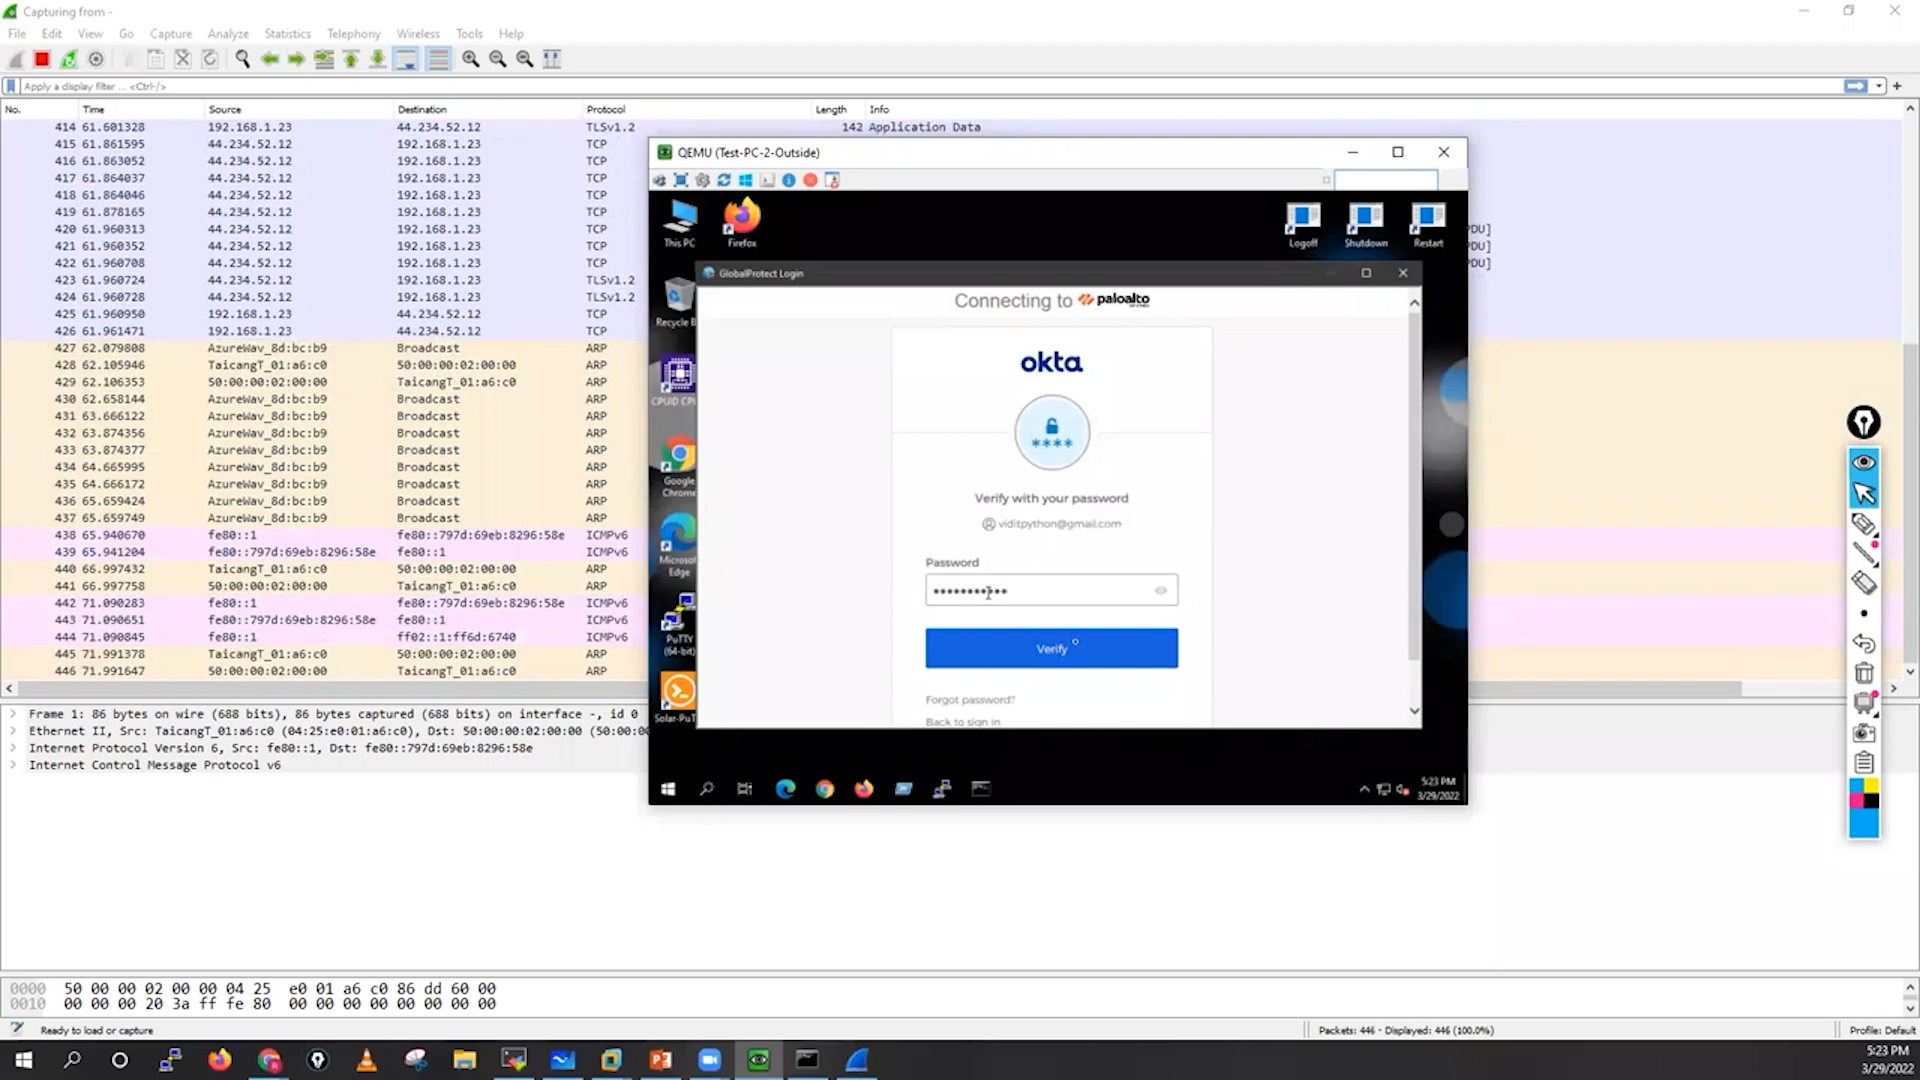 Capturing from -
File Edit View Go Capture Analyze Statistics Telephony Wireless Tools Help
Apply a display filter ... <Ctrl-/>
No. Time Source Destination Protocol Length Info
414 61.601328 192.168.1.23 44.234.52.12 TLSv1.2 142 Application Data
415 61.861595 44.234.52.12 192.168.1.23 TCP
416 61.863052 44.234.52.12 192.168.1.23 TCP
417 61.864037 44.234.52.12 192.168.1.23 TCP
418 61.864046 44.234.52.12 192.168.1.23 TCP
419 61.878165 44.234.52.12 192.168.1.23 TCP
420 61.960313 44.234.52.12 192.168.1.23 TCP PDU]
421 61.960352 44.234.52.12 192.168.1.23 TCP PDU]
422 61.960708 44.234.52.12 192.168.1.23 TCP PDU]
423 61.960724 44.234.52.12 192.168.1.23 TLSv1.2
424 61.960728 44.234.52.12 192.168.1.23 TLSv1.2
425 61.960950 192.168.1.23 44.234.52.12 TCP
426 61.961471 192.168.1.23 44.234.52.12 TCP
427 62.079808 AzureWav_8d:bc:b9 Broadcast ARP
428 62.105946 TaicangT_01:a6:c0 50:00:00:02:00:00 ARP
429 62.106353 50:00:00:02:00:00 TaicangT_01:a6:c0 ARP
430 62.658144 AzureWav_8d:bc:b9 Broadcast ARP
431 63.666122 AzureWav_8d:bc:b9 Broadcast ARP
432 63.874356 AzureWav_8d:bc:b9 Broadcast ARP
433 63.874377 AzureWav_8d:bc:b9 Broadcast ARP
434 64.665995 AzureWav_8d:bc:b9 Broadcast ARP
435 64.666172 AzureWav_8d:bc:b9 Broadcast ARP
436 65.659424 AzureWav_8d:bc:b9 Broadcast ARP
437 65.659749 AzureWav_8d:bc:b9 Broadcast ARP
438 65.940670 fe80::1 fe80::797d:69eb:8296:58e ICMPv6
439 65.941204 fe80::797d:69eb:8296:58e fe80::1 ICMPv6
440 66.997432 TaicangT_01:a6:c0 50:00:00:02:00:00 ARP
441 66.997758 50:00:00:02:00:00 TaicangT_01:a6:c0 ARP
442 71.090283 fe80::1 fe80::797d:69eb:8296:58e ICMPv6
443 71.090651 fe80::797d:69eb:8296:58e fe80::1 ICMPv6
444 71.090845 fe80::1 ff02::1:ff6d:6740 ICMPv6
445 71.991378 TaicangT_01:a6:c0 50:00:00:02:00:00 ARP
446 71.991647 50:00:00:02:00:00 TaicangT_01:a6:c0 ARP
QEMU (Test-PC-2-Outside)
This PC
Firefox
Logoff
Shutdown
Restart
Recycle B
CPUID CPU
Google
Chrome
Microsoft
Edge
PuTTY
(64-bit)
Solar-PuT
GlobalProtect Login
Connecting to paloalto
okta
****
Verify with your password
viditpython@gmail.com
Password
•••••••••••
Verify
Forgot password?
Back to sign in
5:23 PM
3/29/2022
Frame 1: 86 bytes on wire (688 bits), 86 bytes captured (688 bits) on interface -, id 0
Ethernet II, Src: TaicangT_01:a6:c0 (04:25:e0:01:a6:c0), Dst: 50:00:00:02:00:00 (50:00:00
Internet Protocol Version 6, Src: fe80::1, Dst: fe80::797d:69eb:8296:58e
Internet Control Message Protocol v6
0000 50 00 00 02 00 00 04 25 e0 01 a6 c0 86 dd 60 00
0010 00 00 00 20 3a ff fe 80 00 00 00 00 00 00 00 00
Ready to load or capture
Packets: 446 · Displayed: 446 (100.0%)
Profile: Default
5:23 PM
3/29/2022